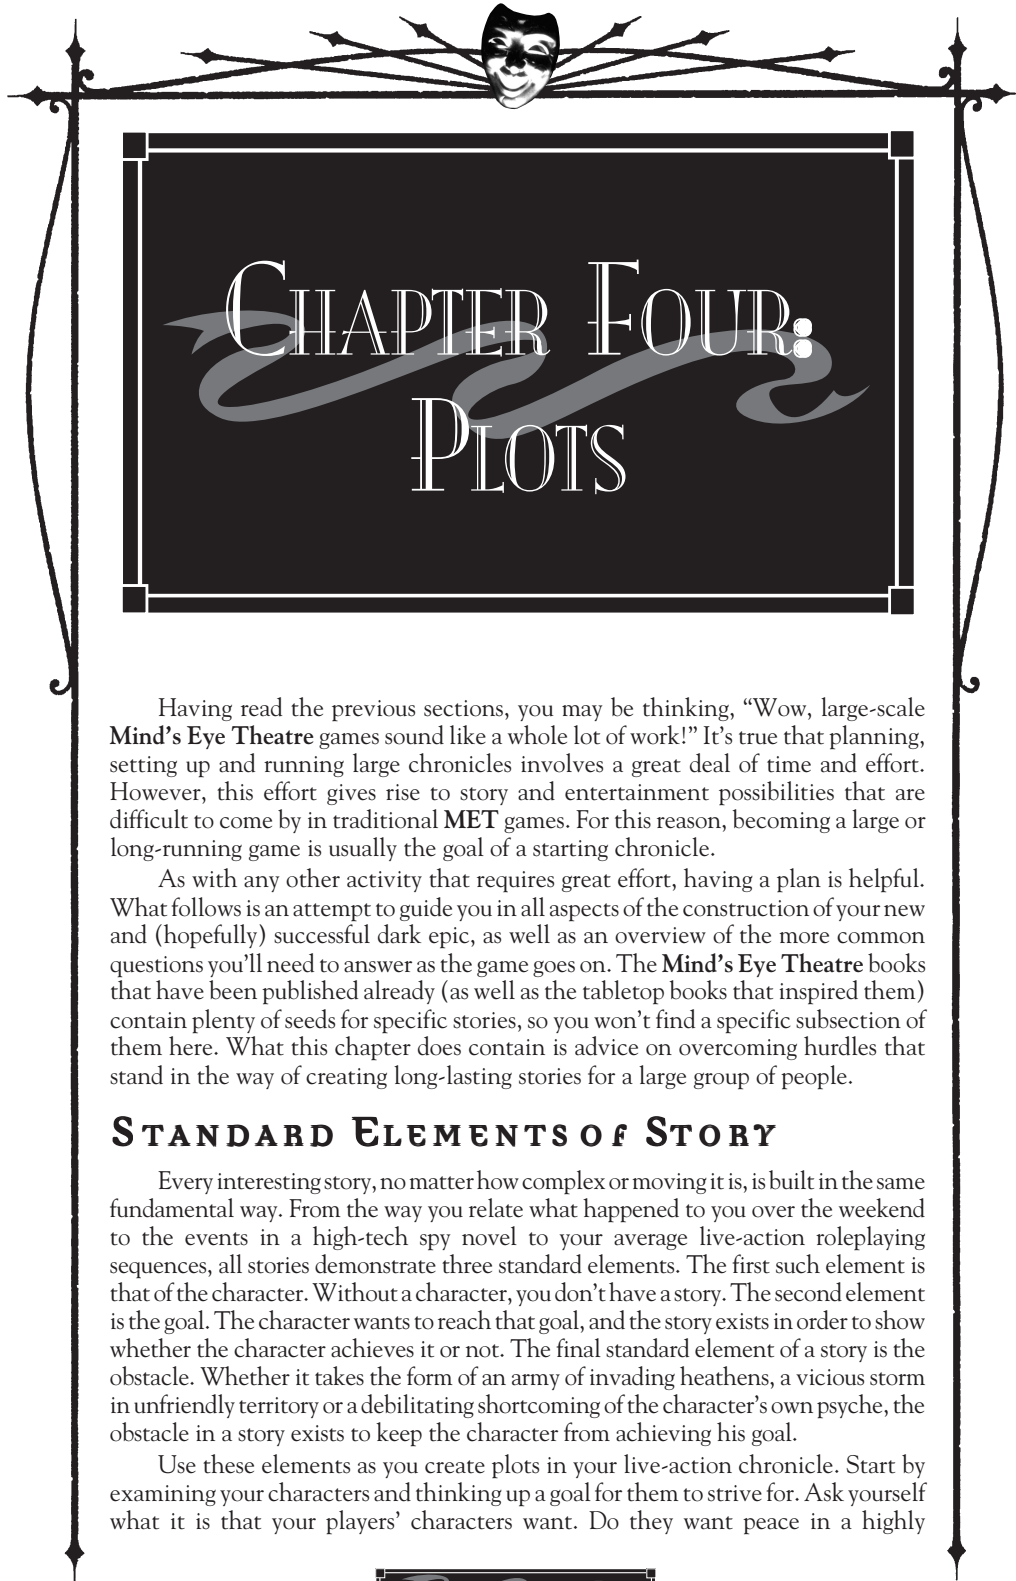 Chapter Four:
Plots
Having read the previous sections, you may be thinking, “Wow, large-scale
Mind’s Eye Theatre games sound like a whole lot of work!” It’s true that planning,
setting up and running large chronicles involves a great deal of time and effort.
However, this effort gives rise to story and entertainment possibilities that are
difficult to come by in traditional MET games. For this reason, becoming a large or
long-running game is usually the goal of a starting chronicle.
As with any other activity that requires great effort, having a plan is helpful.
What follows is an attempt to guide you in all aspects of the construction of your new
and (hopefully) successful dark epic, as well as an overview of the more common
questions you’ll need to answer as the game goes on. The Mind’s Eye Theatre books
that have been published already (as well as the tabletop books that inspired them)
contain plenty of seeds for specific stories, so you won’t find a specific subsection of
them here. What this chapter does contain is advice on overcoming hurdles that
stand in the way of creating long-lasting stories for a large group of people.
Standard Elements of Story
Every interesting story, no matter how complex or moving it is, is built in the same
fundamental way. From the way you relate what happened to you over the weekend
to the events in a high-tech spy novel to your average live-action roleplaying
sequences, all stories demonstrate three standard elements. The first such element is
that of the character. Without a character, you don’t have a story. The second element
is the goal. The character wants to reach that goal, and the story exists in order to show
whether the character achieves it or not. The final standard element of a story is the
obstacle. Whether it takes the form of an army of invading heathens, a vicious storm
in unfriendly territory or a debilitating shortcoming of the character’s own psyche, the
obstacle in a story exists to keep the character from achieving his goal.
Use these elements as you create plots in your live-action chronicle. Start by
examining your characters and thinking up a goal for them to strive for. Ask yourself
what it is that your players’ characters want. Do they want peace in a highly